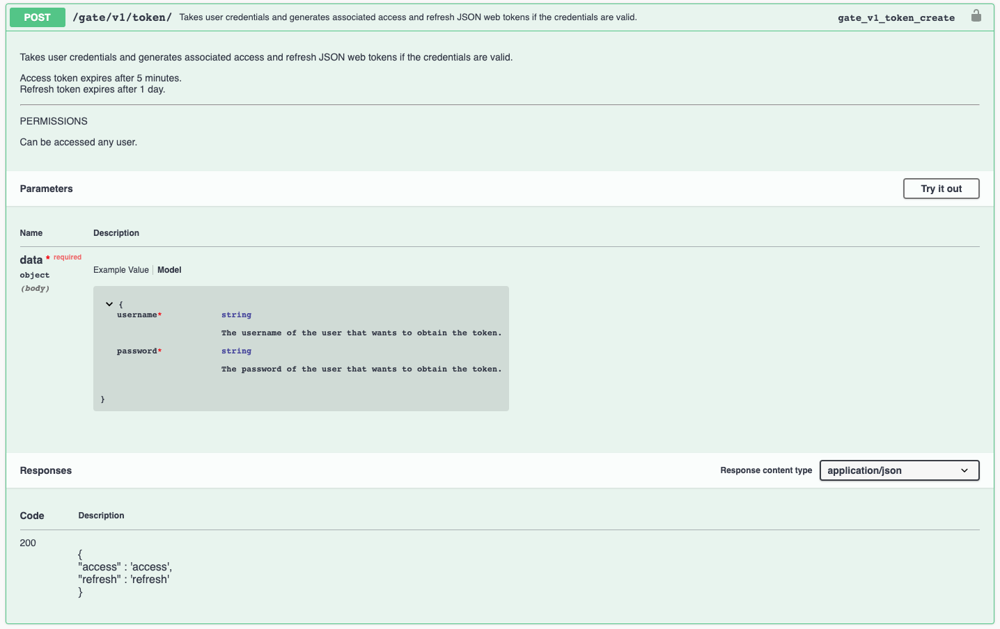 POST /gate/v1/token/ Takes user credentials and generates associated access and refresh JSON web tokens if the credentials are valid. gate_v1_token_create
Takes user credentials and generates associated access and refresh JSON web tokens if the credentials are valid.
Access token expires after 5 minutes.
Refresh token expires after 1 day.
PERMISSIONS
Can be accessed any user.
Parameters Try it out
Name Description
data * required
object
(body)
Example Value Model
{
username* string
The username of the user that wants to obtain the token.
password* string
The password of the user that wants to obtain the token.
}
Responses Response content type application/json
Code Description
200
{
"access" : 'access',
"refresh" : 'refresh'
}